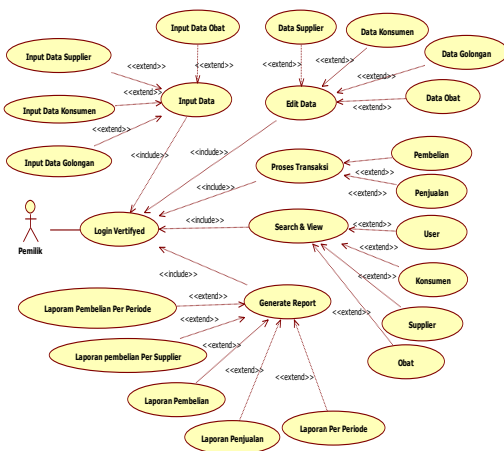 Input Data Obat
Data Supplier
Data Konsumen
Input Data Supplier
Data Golongan
<<extend>>
<<extend>>
<<extend>>
<<extend>>
<<extend>>
Input Data
Edit Data
Data Obat
<<extend>>
Input Data Konsumen
<<extend>>
<<extend>>
<<include>>
<<include>>
Input Data Golongan
Proses Transaksi
Pembelian
<<extend>>
<<extend>>
Penjualan
<<include>>
Pemilik
Login Vertifyed
<<include>>
Search & View
<<extend>>
User
<<extend>>
<<include>>
Konsumen
Laporam Pembelian Per Periode
<<extend>>
Generate Report
<<extend>>
Supplier
<<extend>>
Laporan pembelian Per Supplier
<<extend>>
Obat
<<extend>>
<<extend>>
Laporan Pembelian
Laporan Penjualan
Laporan Per Periode